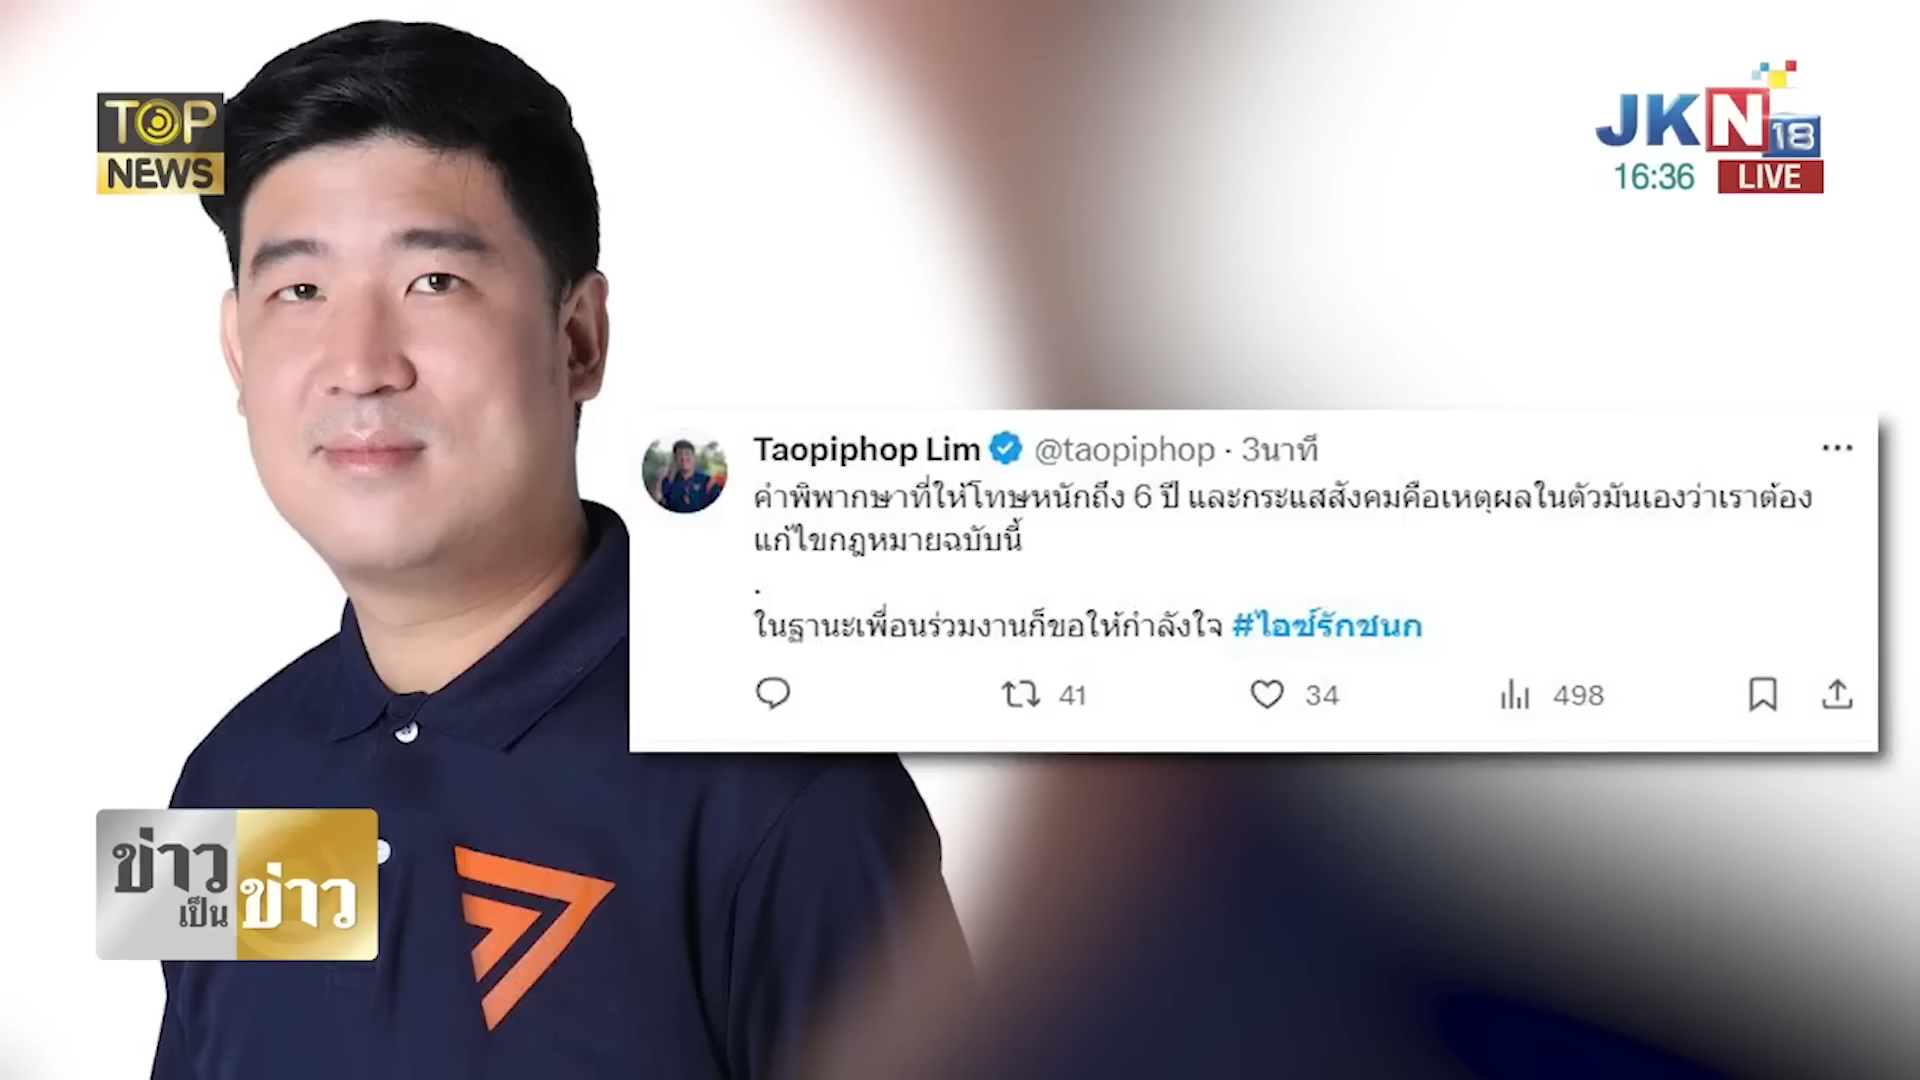 TOP
NEWS
JKN 18
16:36 LIVE
Taopiphop Lim @taopiphop · 3นาที
คำพิพากษาที่ให้โทษหนักถึง 6 ปี และกระแสสังคมคือเหตุผลในตัวมันเองว่าเราต้อง
แก้ไขกฎหมายฉบับนี้
.
ในฐานะเพื่อนร่วมงานก็ขอให้กำลังใจ #ไอซ์รักชนก
41 34 498
ข่าว
เป็น ข่าว